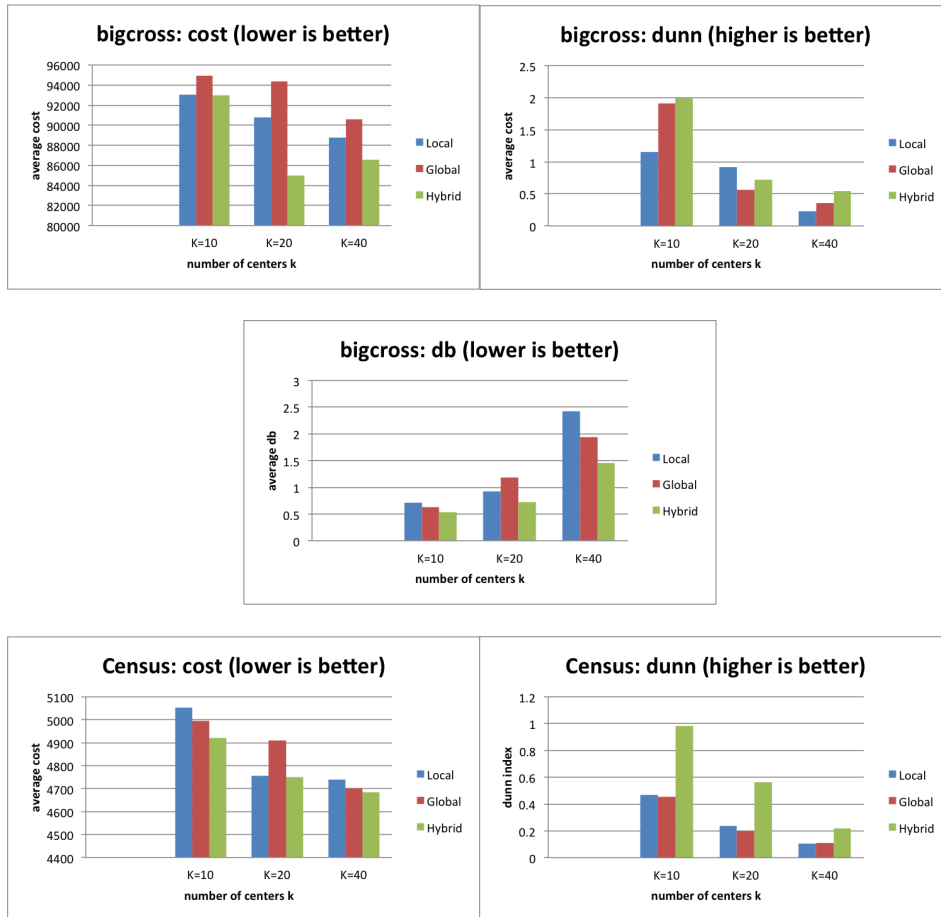 bigcross: cost (lower is better)
96000
94000
92000
90000
88000
86000
84000
82000
80000
average cost
K=10
K=20
K=40
number of centers k
Local
Global
Hybrid
bigcross: dunn (higher is better)
2.5
2
1.5
1
0.5
0
average cost
K=10
K=20
K=40
number of centers k
Local
Global
Hybrid
bigcross: db (lower is better)
3
2.5
2
1.5
1
0.5
0
average db
K=10
K=20
K=40
number of centers k
Local
Global
Hybrid
Census: cost (lower is better)
5100
5000
4900
4800
4700
4600
4500
4400
average cost
K=10
K=20
K=40
number of centers k
Local
Global
Hybrid
Census: dunn (higher is better)
1.2
1
0.8
0.6
0.4
0.2
0
dunn index
K=10
K=20
K=40
number of centers k
Local
Global
Hybrid